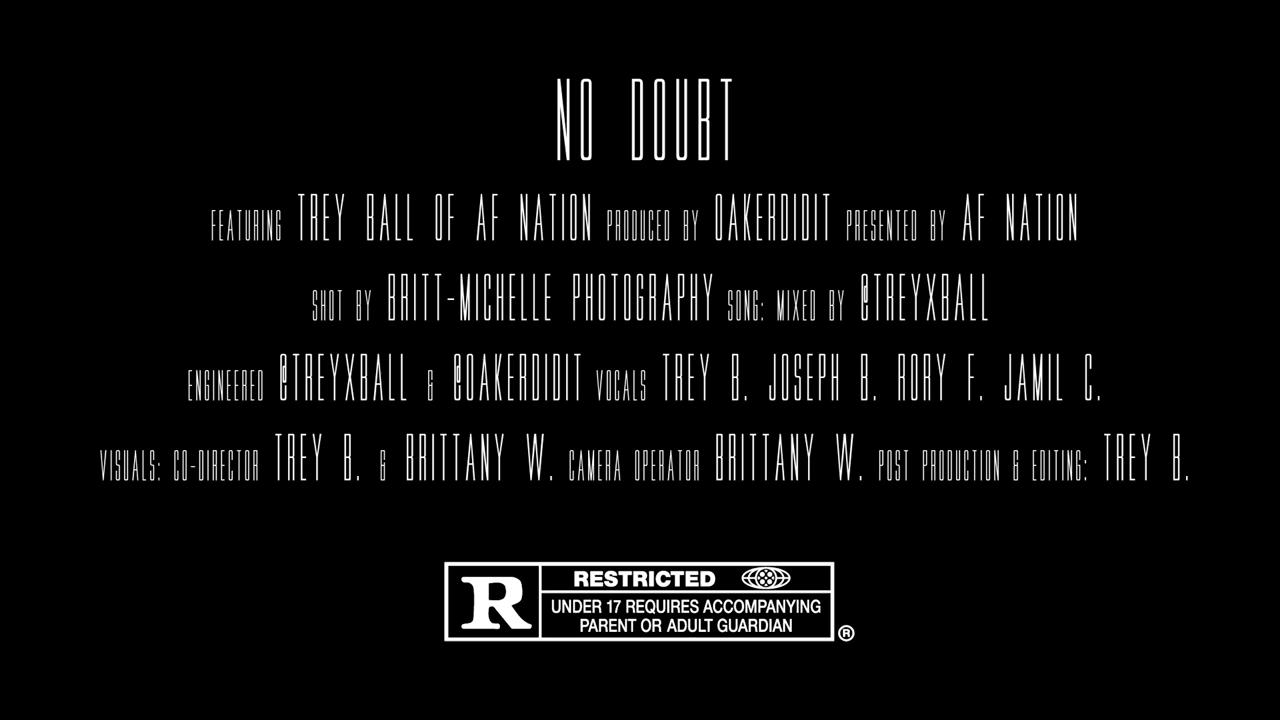 NO DOUBT
FEATURING TREY BALL OF AF NATION PRODUCED BY OAKERDIDIT PRESENTED BY AF NATION
SHOT BY BRITT-MICHELLE PHOTOGRAPHY SONG: MIXED BY @TREYXBALL
ENGINEERED @TREYXBALL & @OAKERDIDIT VOCALS TREY B. JOSEPH B. RORY F. JAMIL C.
VISUALS: CO-DIRECTOR TREY B. & BRITTANY W. CAMERA OPERATOR BRITTANY W. POST PRODUCTION & EDITING: TREY B.
R RESTRICTED
UNDER 17 REQUIRES ACCOMPANYING
PARENT OR ADULT GUARDIAN ®